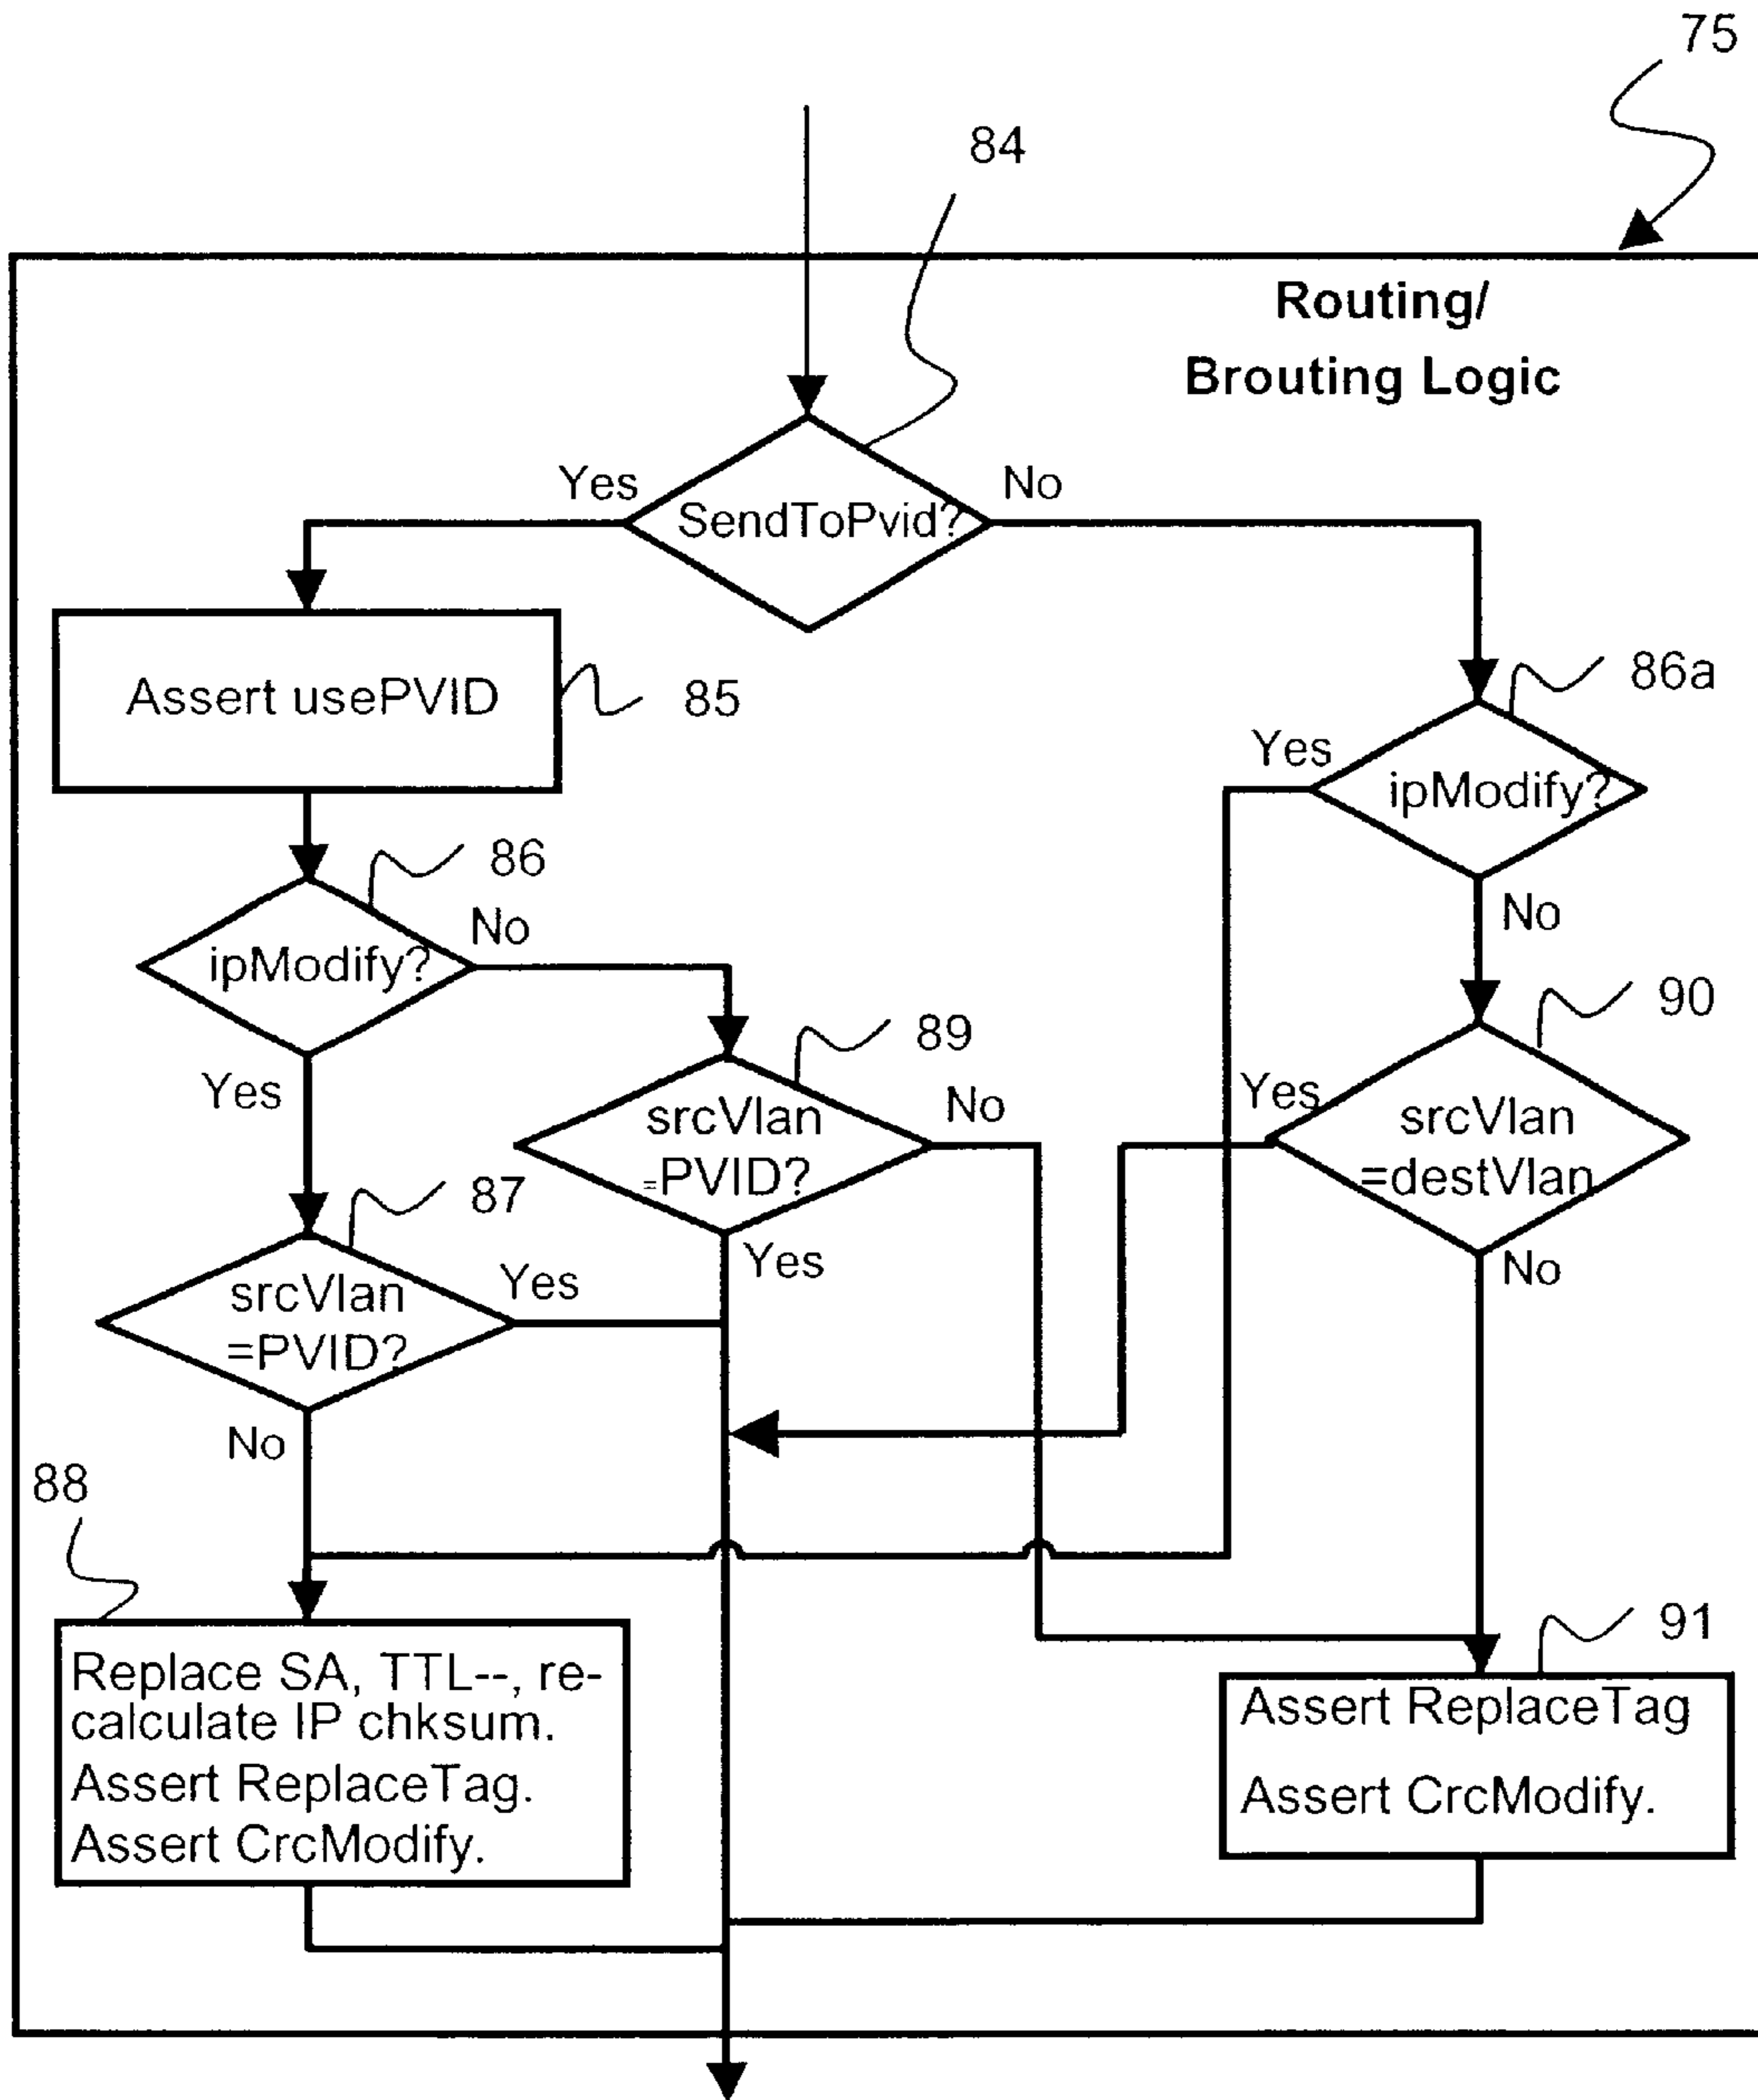 75
84
Routing/
Brouting Logic
Yes
No
SendToPvid?
Assert usePVID
85
86a
Yes
ipModify?
No
86
No
ipModify?
Yes
89
srcVlan
=PVID?
No
Yes
90
Yes
srcVlan
=destVlan
No
87
srcVlan
=PVID?
Yes
No
88
Replace SA, TTL--, re-
calculate IP chksum.
Assert ReplaceTag.
Assert CrcModify.
91
Assert ReplaceTag
Assert CrcModify.